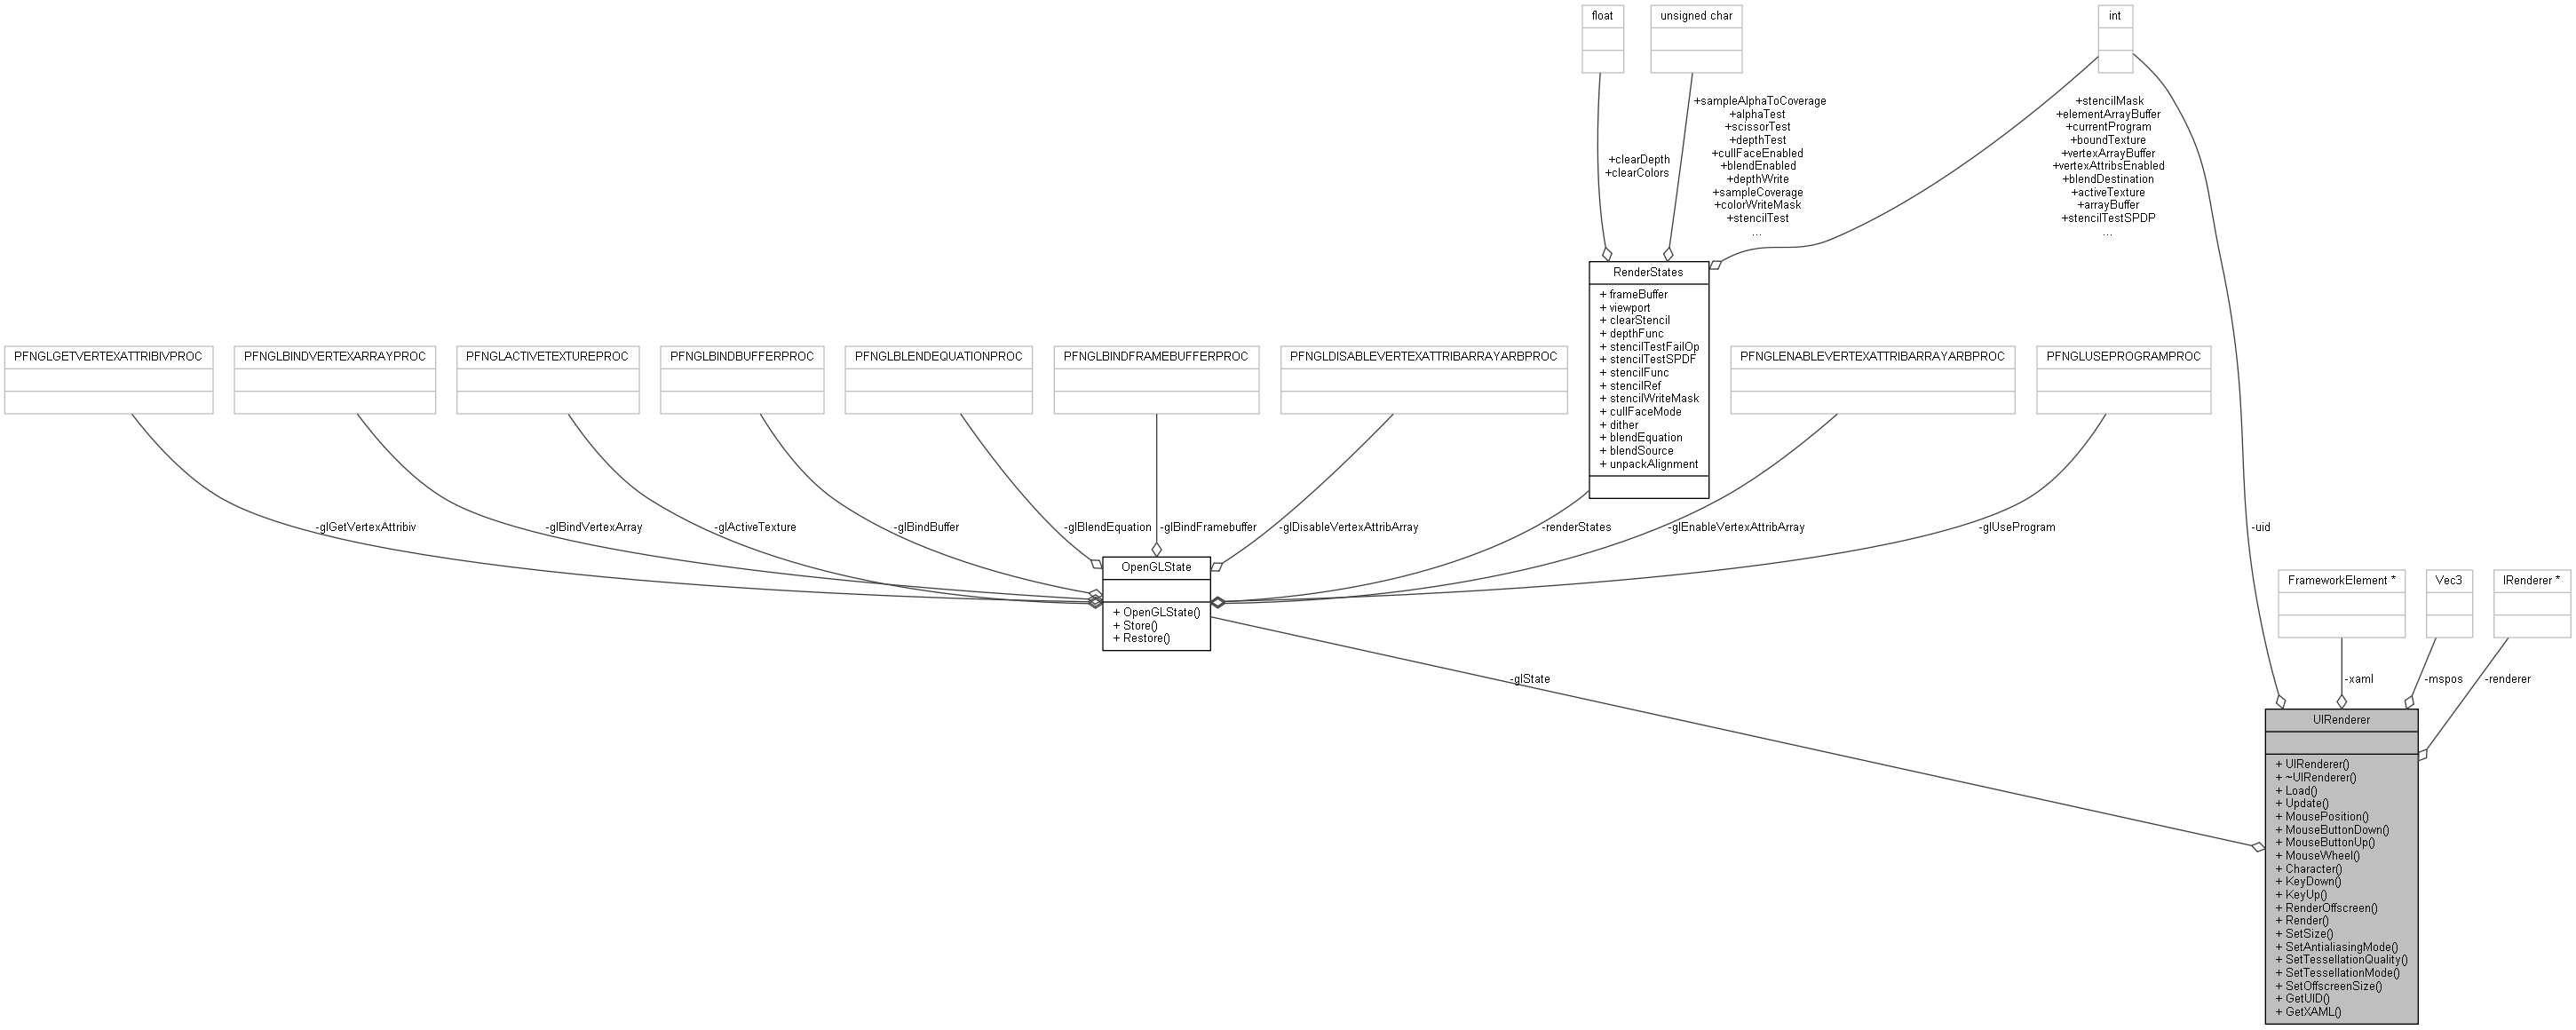 float
unsigned char
int
+clearDepth
+clearColors
+sampleAlphaToCoverage
+alphaTest
+scissorTest
+depthTest
+cullFaceEnabled
+blendEnabled
+depthWrite
+sampleCoverage
+colorWriteMask
+stencilTest
...
+stencilMask
+elementArrayBuffer
+currentProgram
+boundTexture
+vertexArrayBuffer
+vertexAttribsEnabled
+blendDestination
+activeTexture
+arrayBuffer
+stencilTestSPDP
...
RenderStates
+ frameBuffer
+ viewport
+ clearStencil
+ depthFunc
+ stencilTestFailOp
+ stencilTestSPDF
+ stencilFunc
+ stencilRef
+ stencilWriteMask
+ cullFaceMode
+ dither
+ blendEquation
+ blendSource
+ unpackAlignment
PFNGLGETVERTEXATTRIBIVPROC
PFNGLBINDVERTEXARRAYPROC
PFNGLACTIVETEXTUREPROC
PFNGLBINDBUFFERPROC
PFNGLBLENDEQUATIONPROC
PFNGLBINDFRAMEBUFFERPROC
PFNGLDISABLEVERTEXATTRIBARRAYARBPROC
PFNGLENABLEVERTEXATTRIBARRAYARBPROC
PFNGLUSEPROGRAMPROC
-glGetVertexAttribiv
-glBindVertexArray
-glActiveTexture
-glBindBuffer
-glBlendEquation
-glBindFramebuffer
-glDisableVertexAttribArray
-renderStates
-glEnableVertexAttribArray
-glUseProgram
-uid
OpenGLState
+ OpenGLState()
+ Store()
+ Restore()
FrameworkElement *
Vec3
IRenderer *
-glState
-xaml
-mspos
-renderer
UIRenderer
+ UIRenderer()
+ ~UIRenderer()
+ Load()
+ Update()
+ MousePosition()
+ MouseButtonDown()
+ MouseButtonUp()
+ MouseWheel()
+ Character()
+ KeyDown()
+ KeyUp()
+ RenderOffscreen()
+ Render()
+ SetSize()
+ SetAntialiasingMode()
+ SetTessellationQuality()
+ SetTessellationMode()
+ SetOffscreenSize()
+ GetUID()
+ GetXAML()